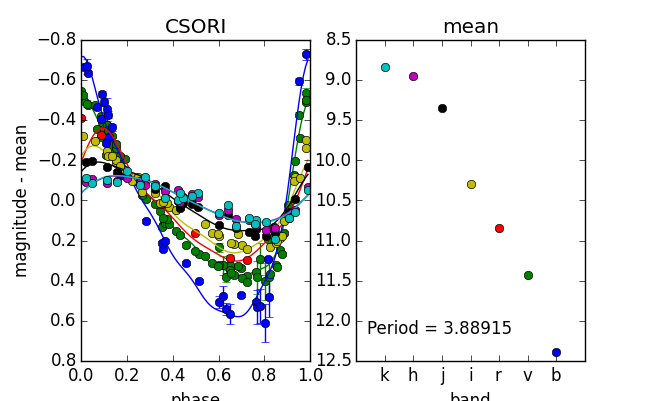 CSORI
mean
−0.8
−0.6
−0.4
−0.2
0.0
0.2
0.4
0.6
0.8
magnitude - mean
0.0 0.2 0.4 0.6 0.8 1.0
phase
8.5
9.0
9.5
10.0
10.5
11.0
11.5
12.0
12.5
Period = 3.88915
k h j i r v b
band